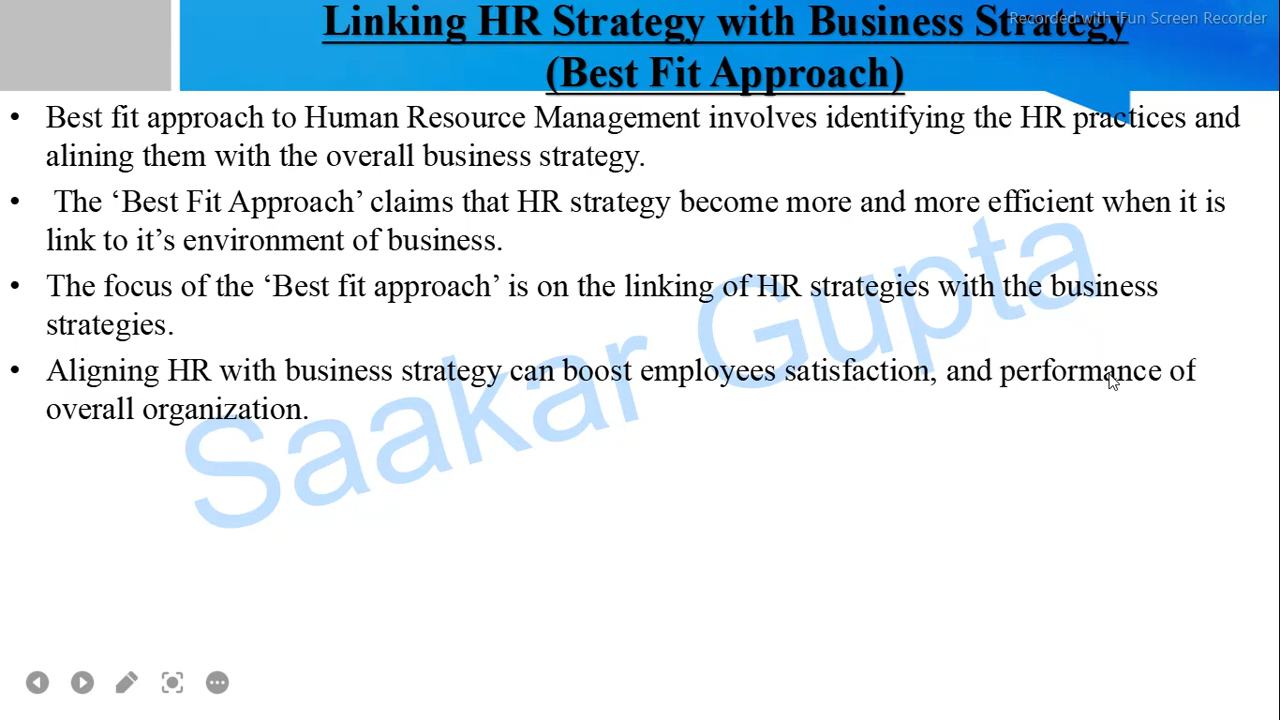 Linking HR Strategy with Business Strategy
Recorded with iFun Screen Recorder
(Best Fit Approach)
• Best fit approach to Human Resource Management involves identifying the HR practices and
alining them with the overall business strategy.
• The ‘Best Fit Approach’ claims that HR strategy become more and more efficient when it is
link to it’s environment of business.
• The focus of the ‘Best fit approach’ is on the linking of HR strategies with the business
strategies.
• Aligning HR with business strategy can boost employees satisfaction, and performance of
overall organization.
Saakar Gupta